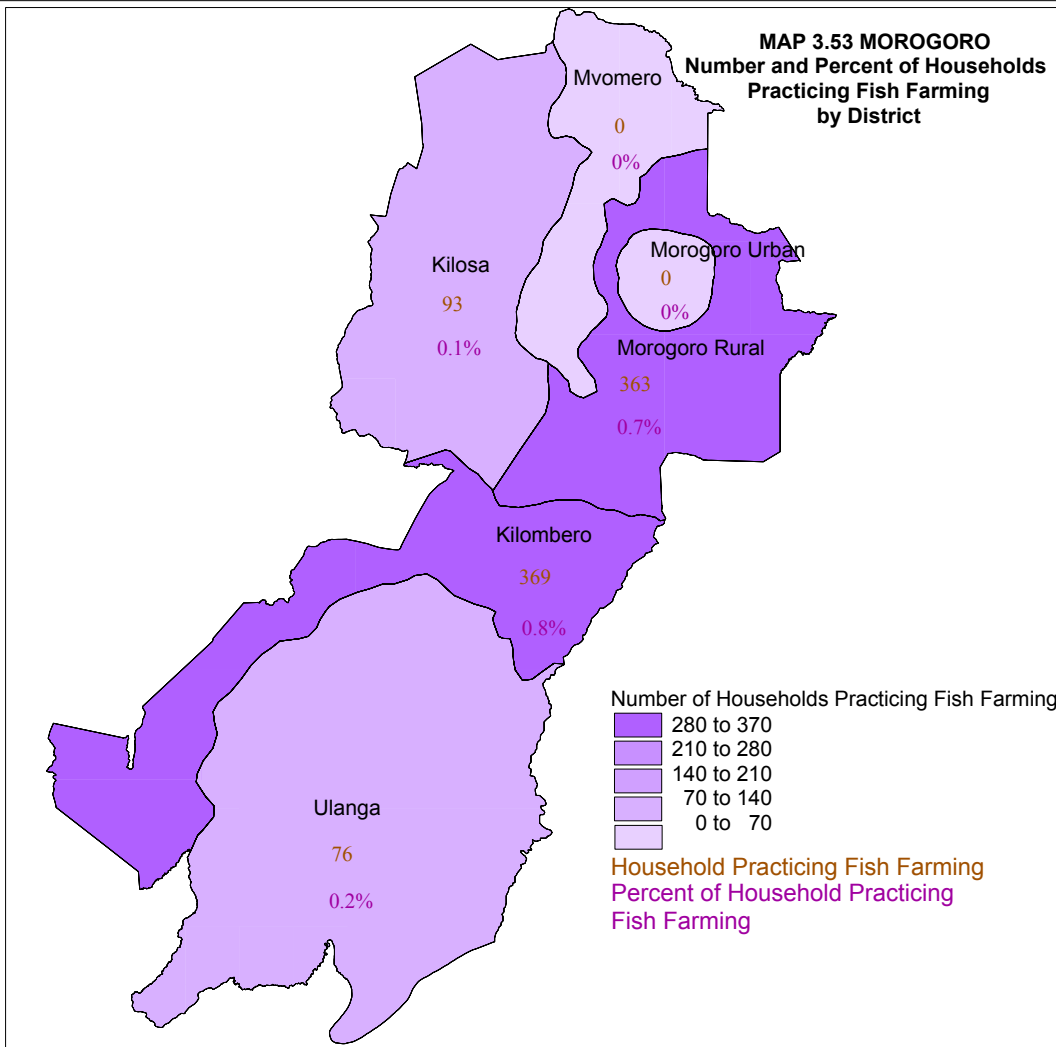 MAP 3.53 MOROGORO
Number and Percent of Households
Practicing Fish Farming
by District
Mvomero
0
0%
Morogoro Urban
0
0%
Kilosa
93
0.1%
Morogoro Rural
363
0.7%
Kilombero
369
0.8%
Ulanga
76
0.2%
Number of Households Practicing Fish Farming
280 to 370
210 to 280
140 to 210
70 to 140
0 to 70
Household Practicing Fish Farming
Percent of Household Practicing
Fish Farming